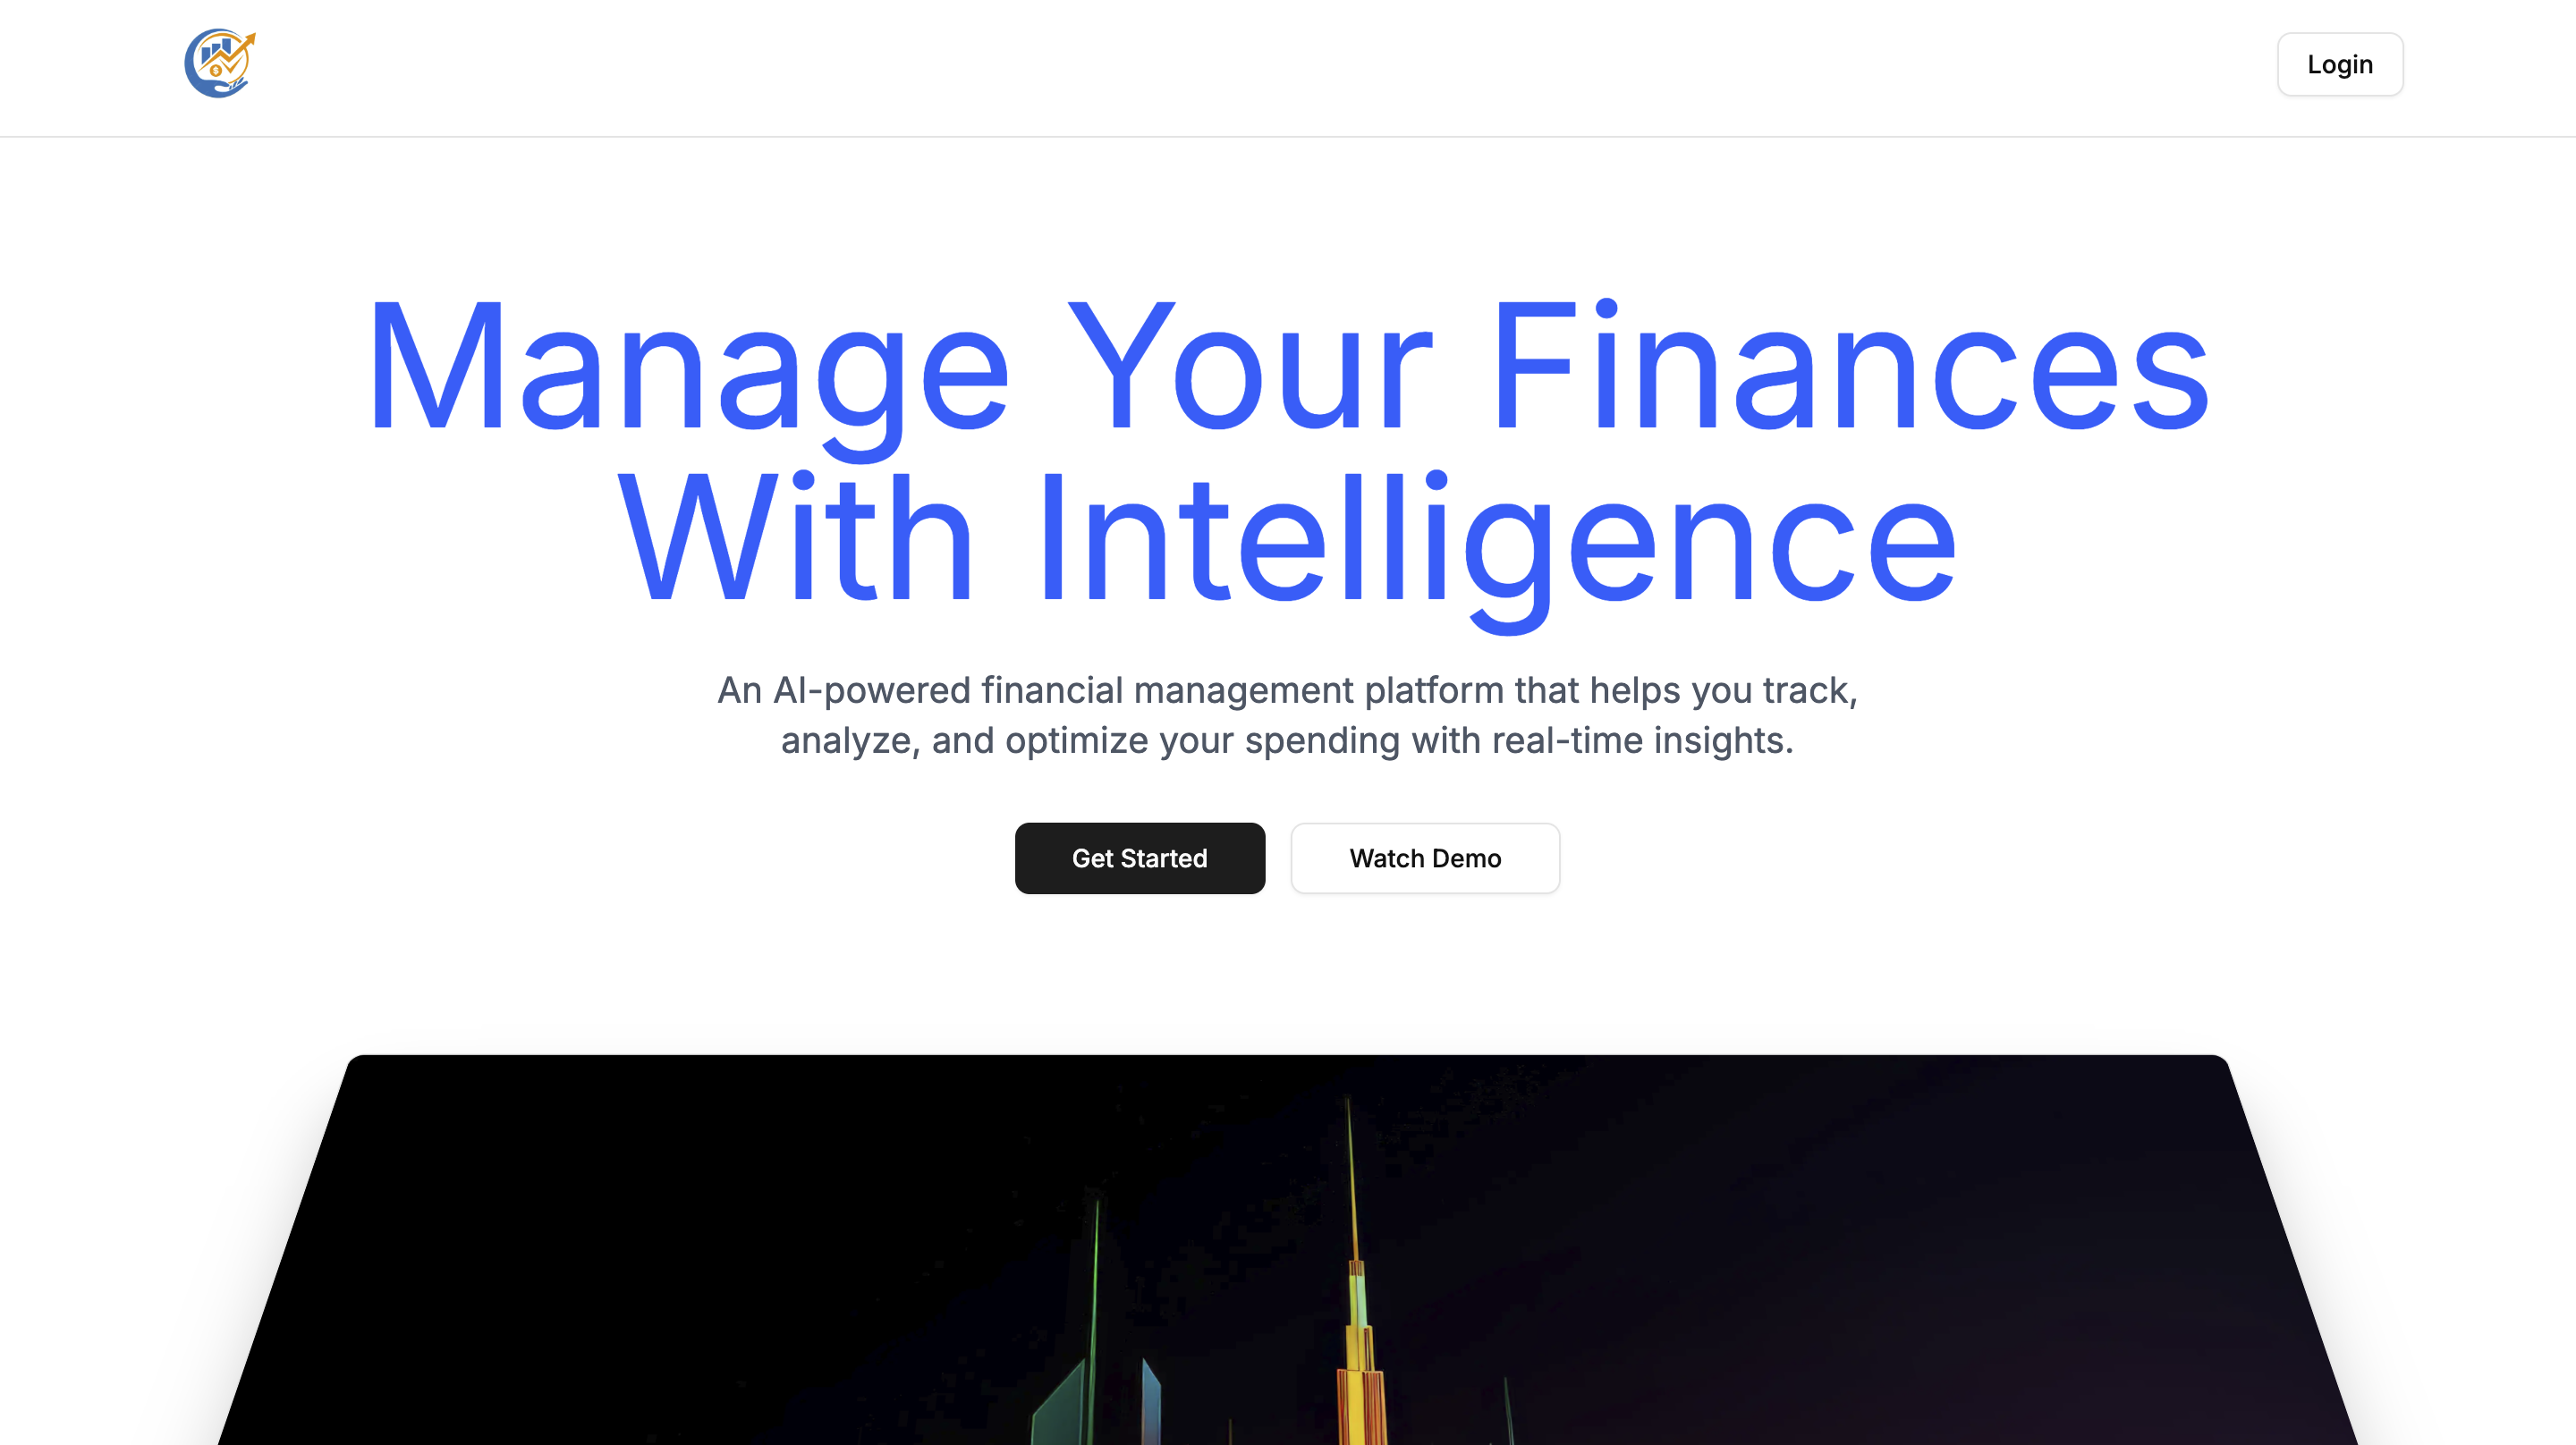 Login
Manage Your Finances
With Intelligence
An AI-powered financial management platform that helps you track,
analyze, and optimize your spending with real-time insights.
Get Started
Watch Demo